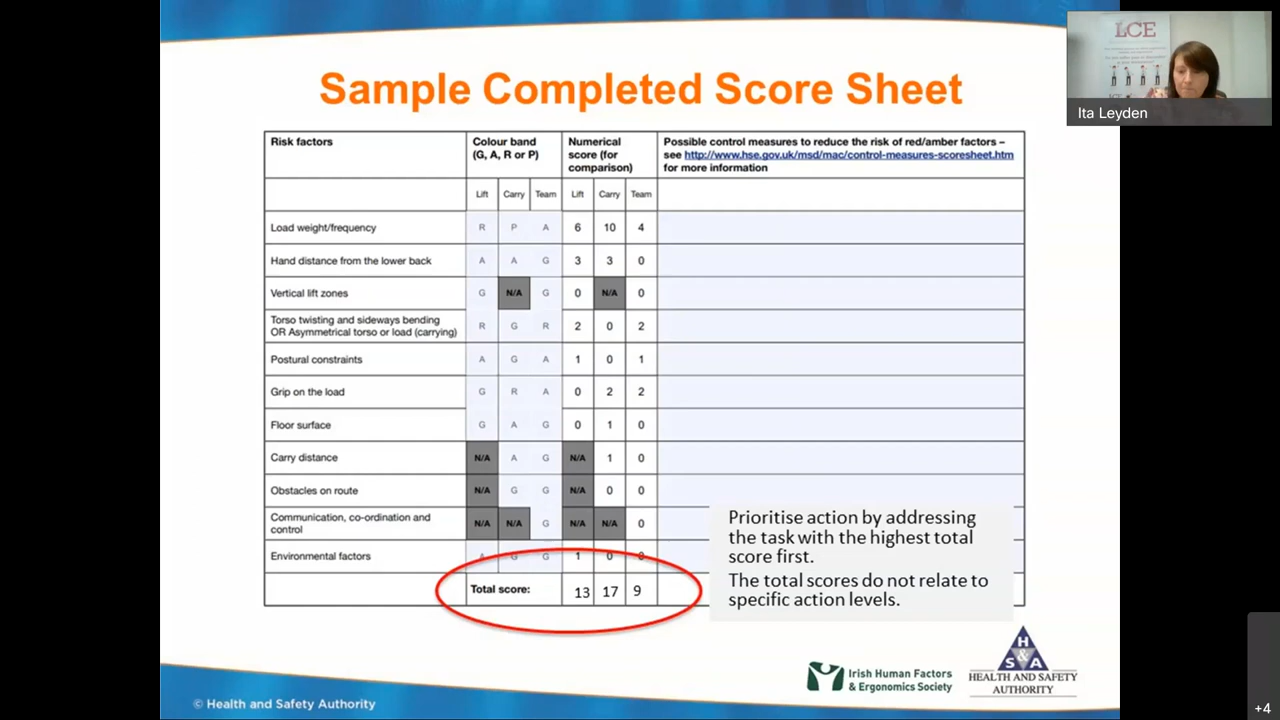 LCE
Ita Leyden
Sample Completed Score Sheet
Risk factors
Colour band
(G, A, R or P)
Numerical
score (for
comparison)
Possible control measures to reduce the risk of red/amber factors –
see http://www.hse.gov.uk/msd/mac/control-measures-scoresheet.htm
for more information
Lift Carry Team Lift Carry Team
Load weight/frequency R P A 6 10 4
Hand distance from the lower back A A G 3 3 0
Vertical lift zones G N/A G 0 N/A 0
Torso twisting and sideways bending
OR Asymmetrical torso or load (carrying) R G R 2 0 2
Postural constraints A G A 1 0 1
Grip on the load G R A 0 2 2
Floor surface G A G 0 1 0
Carry distance N/A A G N/A 1 0
Obstacles on route N/A G G N/A 0 0
Communication, co-ordination and
control N/A N/A G N/A N/A 0
Environmental factors A G G 1 0 0
Total score: 13 17 9
Prioritise action by addressing
the task with the highest total
score first.
The total scores do not relate to
specific action levels.
Irish Human Factors
& Ergonomics Society
H
S & A
HEALTH AND SAFETY
AUTHORITY
© Health and Safety Authority
+4